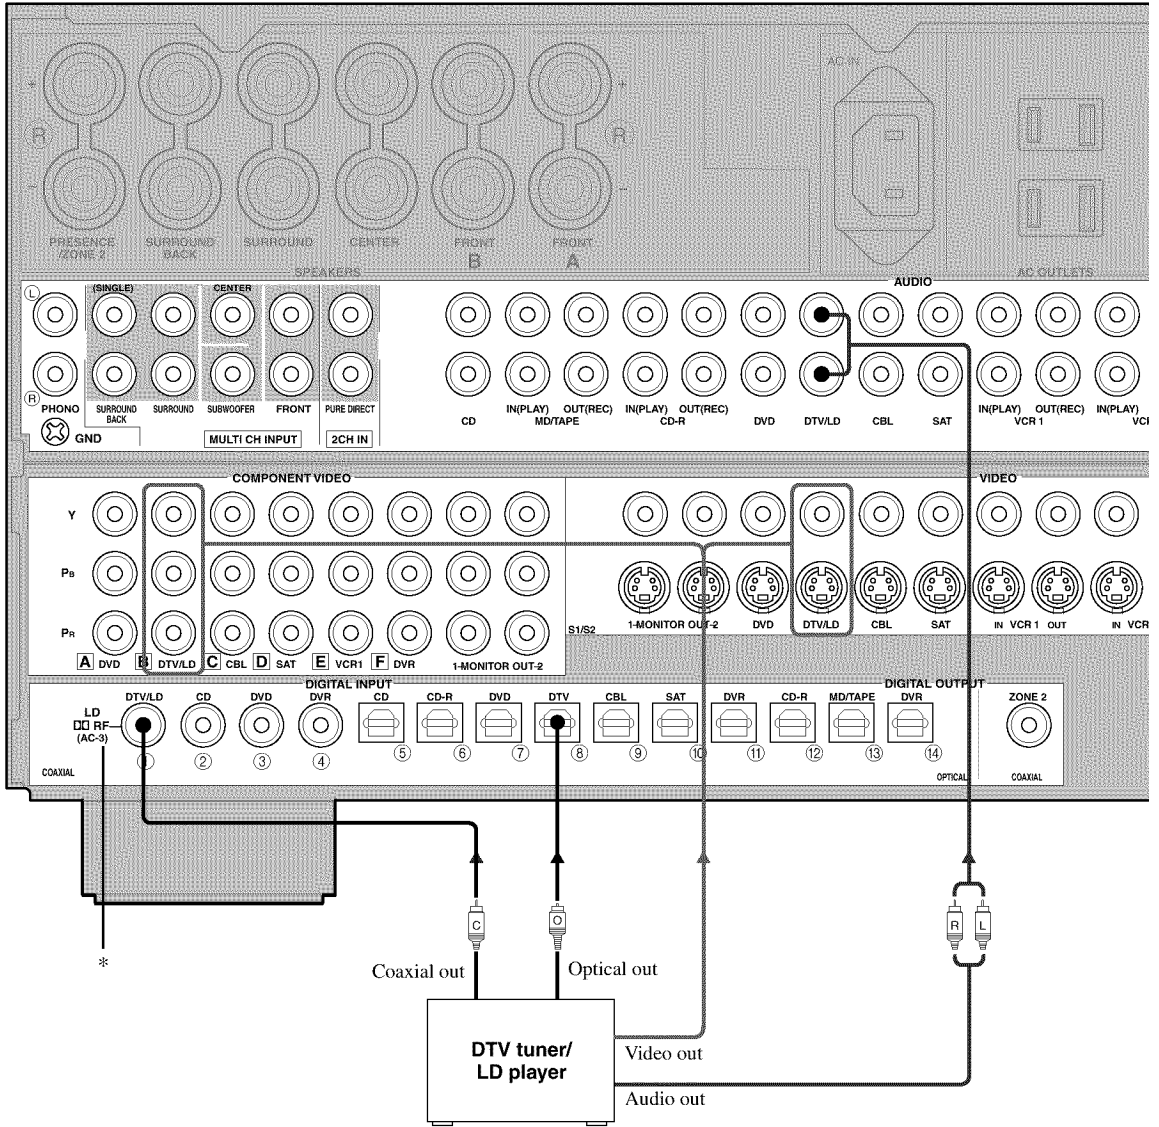 AC IN
+ +
R R
– –
PRESENCE /ZONE 2 SURROUND BACK SURROUND CENTER FRONT B FRONT A
SPEAKERS AC OUTLETS
AUDIO
L (SINGLE) CENTER
R
PHONO SURROUND BACK SURROUND SUBWOOFER FRONT PURE DIRECT
GND MULTI CH INPUT 2CH IN
IN(PLAY) OUT(REC) IN(PLAY) OUT(REC) IN(PLAY) OUT(REC) IN(PLAY)
CD MD/TAPE CD-R DVD DTV/LD CBL SAT VCR 1 VCR
COMPONENT VIDEO VIDEO
Y
PB
PR
S1/S2 1-MONITOR OUT-2 DVD DTV/LD CBL SAT IN VCR 1 OUT IN VCR
A DVD B DTV/LD C CBL D SAT E VCR1 F DVR 1-MONITOR OUT-2
DIGITAL INPUT DIGITAL OUTPUT
DTV/LD CD DVD DVR CD CD-R DVD DTV CBL SAT DVR CD-R MD/TAPE DVR ZONE 2
LD
RF
(AC-3)
1 2 3 4 5 6 7 8 9 10 11 12 13 14
COAXIAL OPTICAL COAXIAL
C O R L
*
Coaxial out Optical out
DTV tuner/
LD player
Video out
Audio out